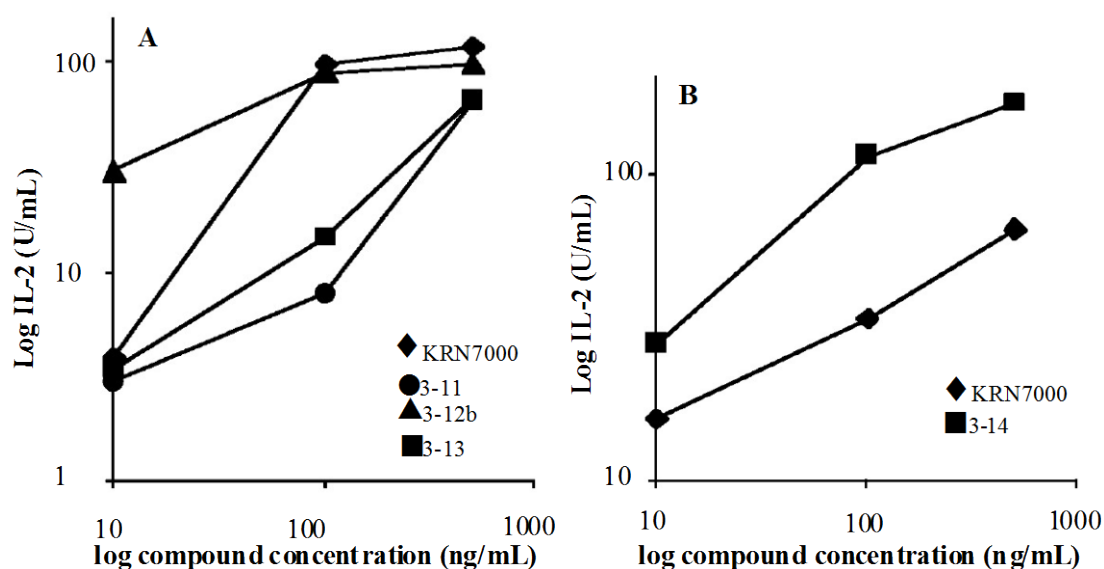 A
100
10
1
Log IL-2 (U/mL)
KRN7000
3-11
3-12b
3-13
10 100 1000
log compound concentration (ng/mL)
B
100
10
Log IL-2 (U/mL)
KRN7000
3-14
10 100 1000
log compound concentration (ng/mL)